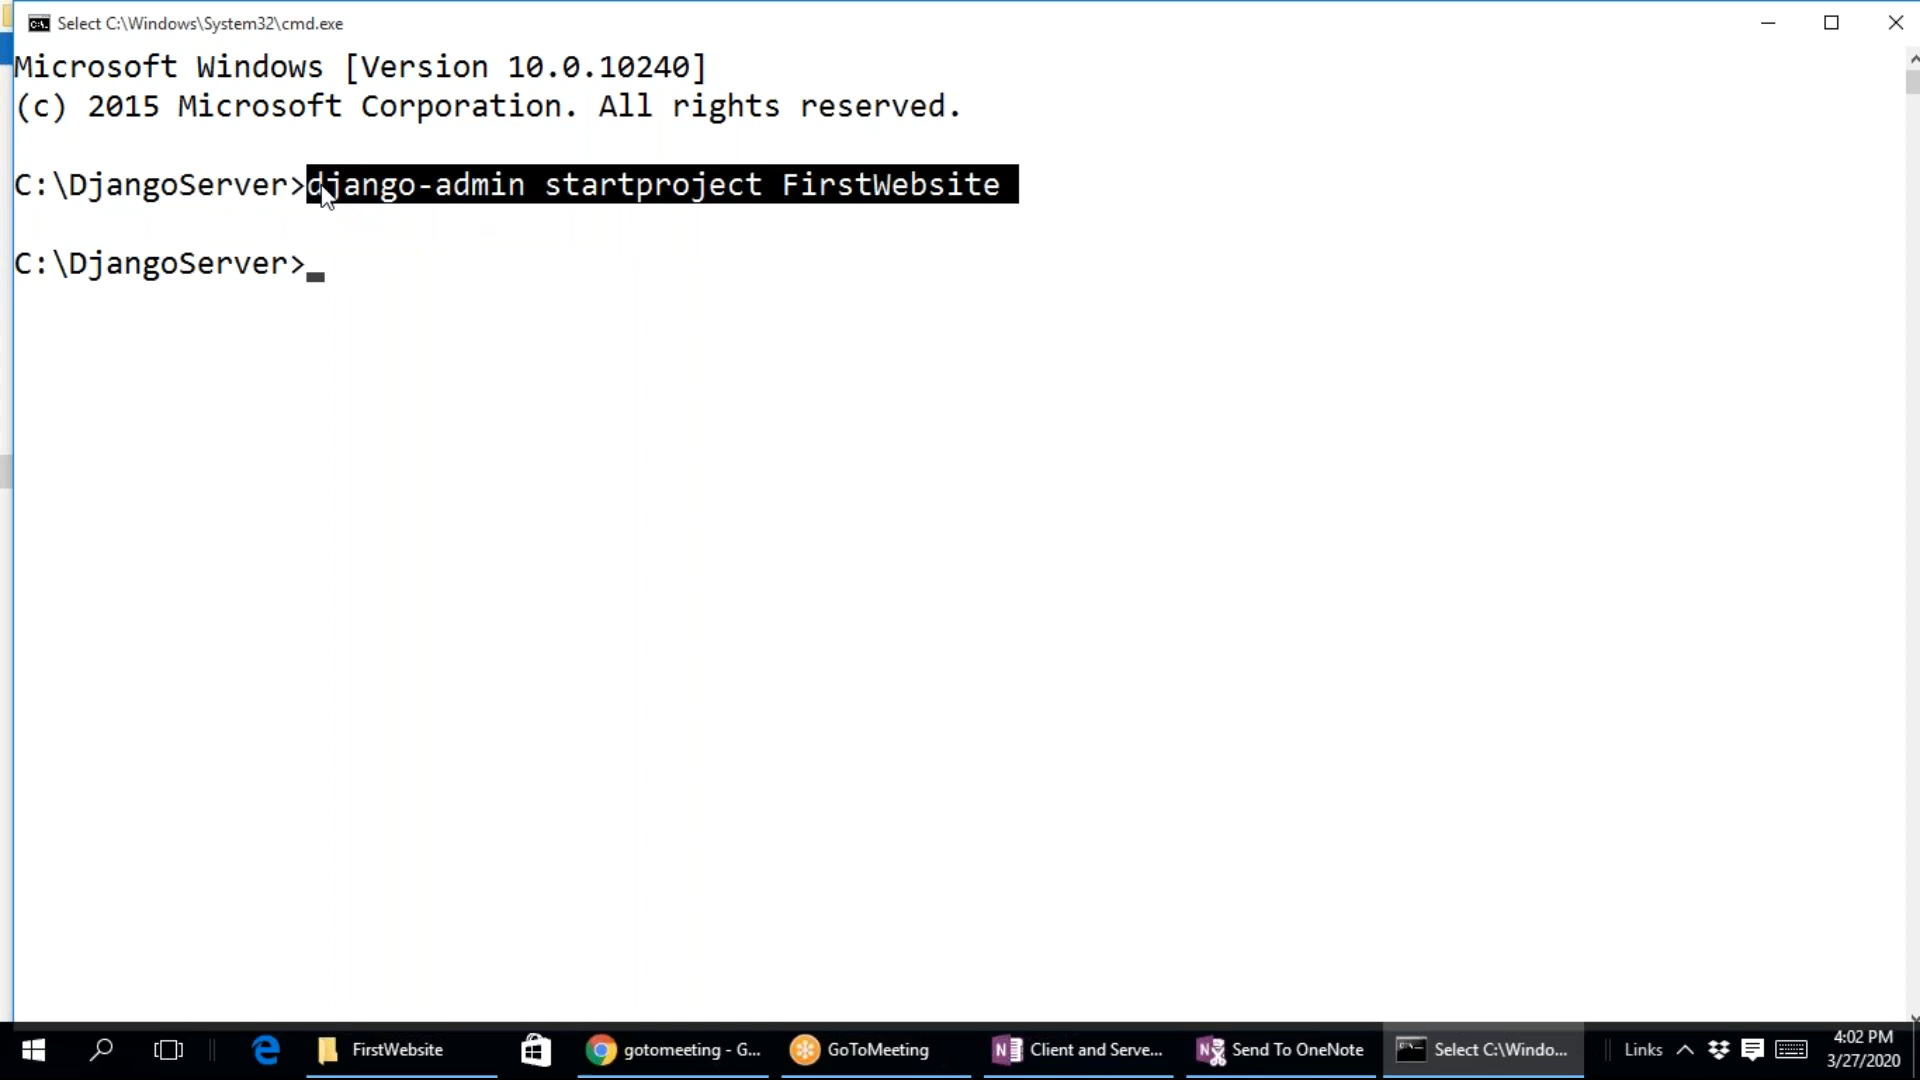 Select C:\Windows\System32\cmd.exe
Microsoft Windows [Version 10.0.10240]
(c) 2015 Microsoft Corporation. All rights reserved.
C:\DjangoServer>django-admin startproject FirstWebsite
C:\DjangoServer>
FirstWebsite
gotomeeting - G...
GoToMeeting
Client and Serve...
Send To OneNote
Select C:\Windo...
Links
4:02 PM
3/27/2020